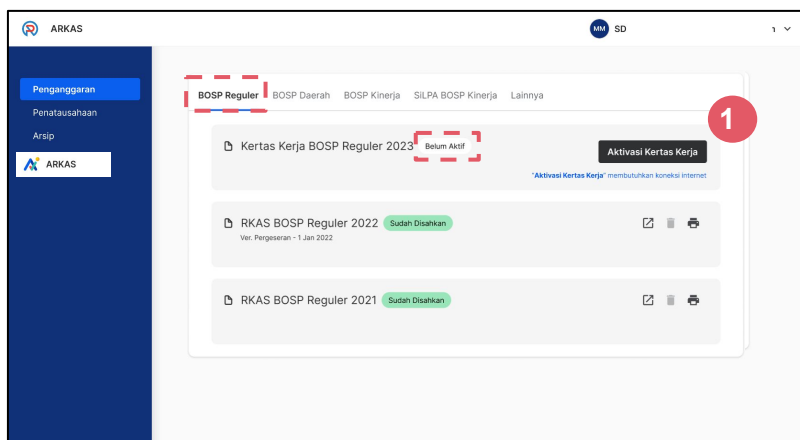 ARKAS
MM SD
Penganggaran
Penatausahaan
Arsip
ARKAS
BOSP Reguler BOSP Daerah BOSP Kinerja SiLPA BOSP Kinerja Lainnya
1
Kertas Kerja BOSP Reguler 2023 Belum Aktif
Aktivasi Kertas Kerja
"Aktivasi Kertas Kerja" membutuhkan koneksi internet
RKAS BOSP Reguler 2022 Sudah Disahkan
Ver. Pergeseran - 1 Jan 2022
RKAS BOSP Reguler 2021 Sudah Disahkan